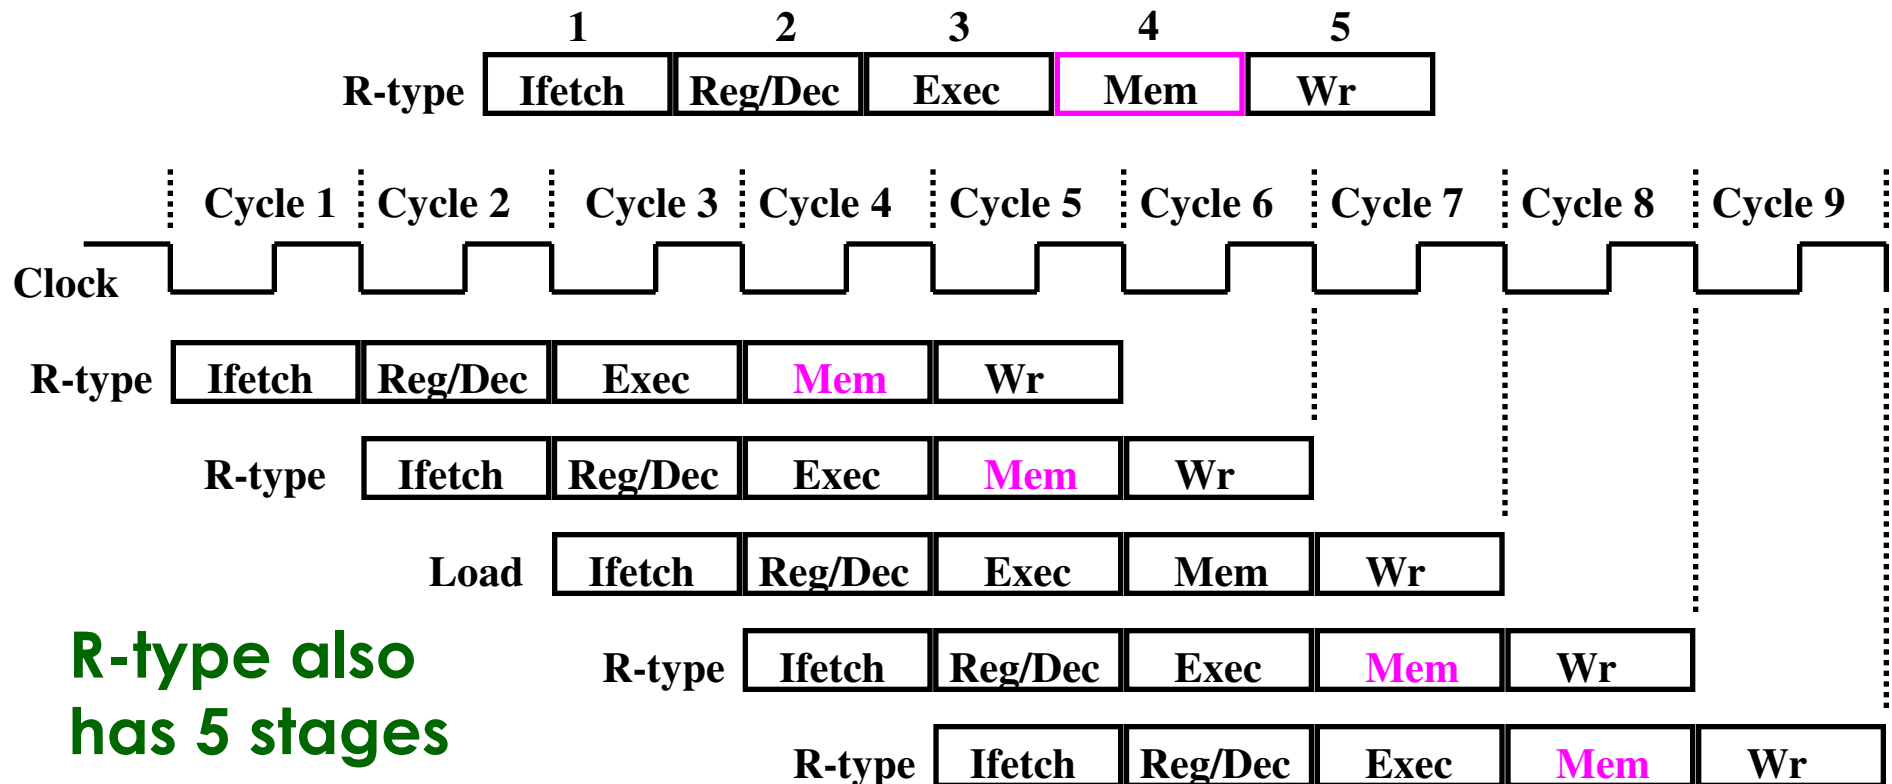 1 2 3 4 5
R-type Ifetch Reg/Dec Exec Mem Wr
Cycle 1 Cycle 2 Cycle 3 Cycle 4 Cycle 5 Cycle 6 Cycle 7 Cycle 8 Cycle 9
Clock
R-type Ifetch Reg/Dec Exec Mem Wr
R-type Ifetch Reg/Dec Exec Mem Wr
Load Ifetch Reg/Dec Exec Mem Wr
R-type Ifetch Reg/Dec Exec Mem Wr
R-type Ifetch Reg/Dec Exec Mem Wr
R-type also
has 5 stages